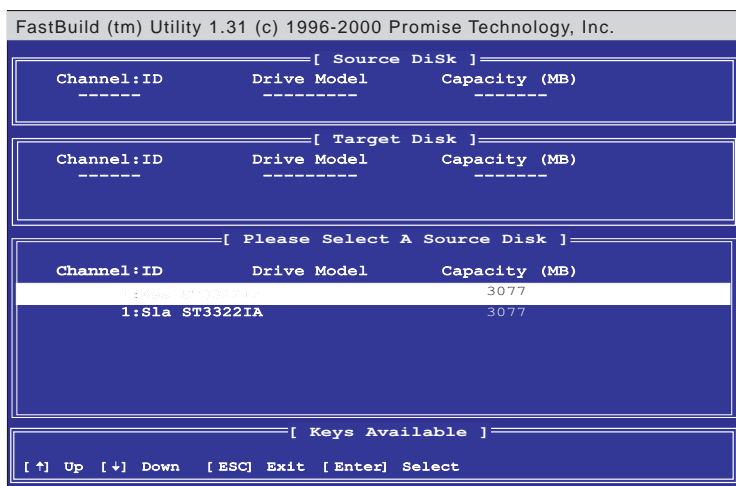 FastBuild (tm) Utility 1.31 (c) 1996-2000 Promise Technology, Inc.
[ Source DiSk ]
Channel:ID Drive Model Capacity (MB)
------ --------- -------
[ Target Disk ]
Channel:ID Drive Model Capacity (MB)
------ --------- -------
[ Please Select A Source Disk ]
Channel:ID Drive Model Capacity (MB)
3077
1:Sla ST3322IA 3077
[ Keys Available ]
[↑] Up [↓] Down [ESC] Exit [Enter] Select